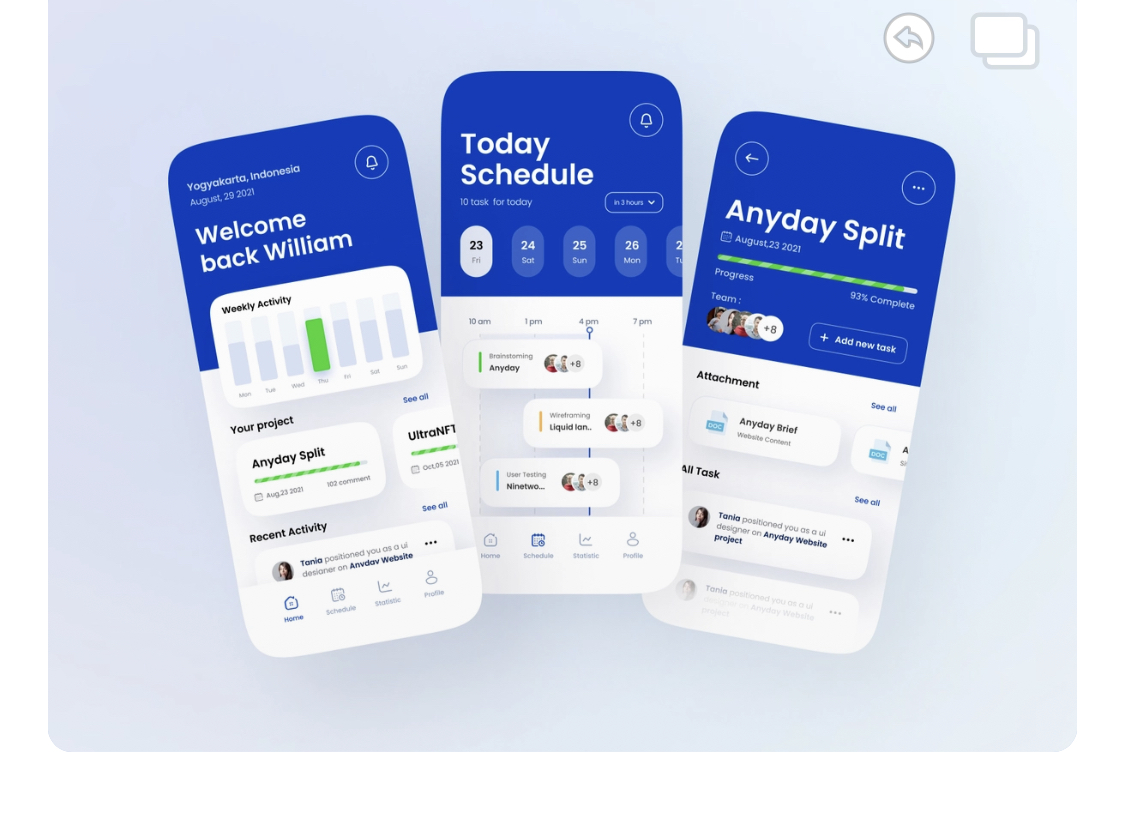 Yogyakarta, Indonesia
August, 29 2021
Welcome
back William
Weekly Activity
Mon Tue Wed Thu Fri Sat Sun
See all
Your project
Anyday Split
Aug,23 2021 102 comment
UltraNFT
Oct,05 2021
See all
Recent Activity
Tania positioned you as a ui
designer on Anyday Website
Home Schedule Statistic Profile
Today
Schedule
10 task for today
in 3 hours
23 24 25 26 2
Fri Sat Sun Mon Tu
10 am 1 pm 4 pm 7 pm
Brainstoming
Anyday
+8
Wireframing
Liquid lan..
+8
User Testing
Ninetwo...
+8
Home Schedule Statistic Profile
Anyday Split
August,23 2021
Progress
93% Complete
Team :
+8
+ Add new task
Attachment
See all
DOC
Anyday Brief
Website Content
DOC
A
All Task
See all
Tania positioned you as a ui
designer on Anyday Website
project
Tania positioned you as a ui
designer on Anyday Website
project